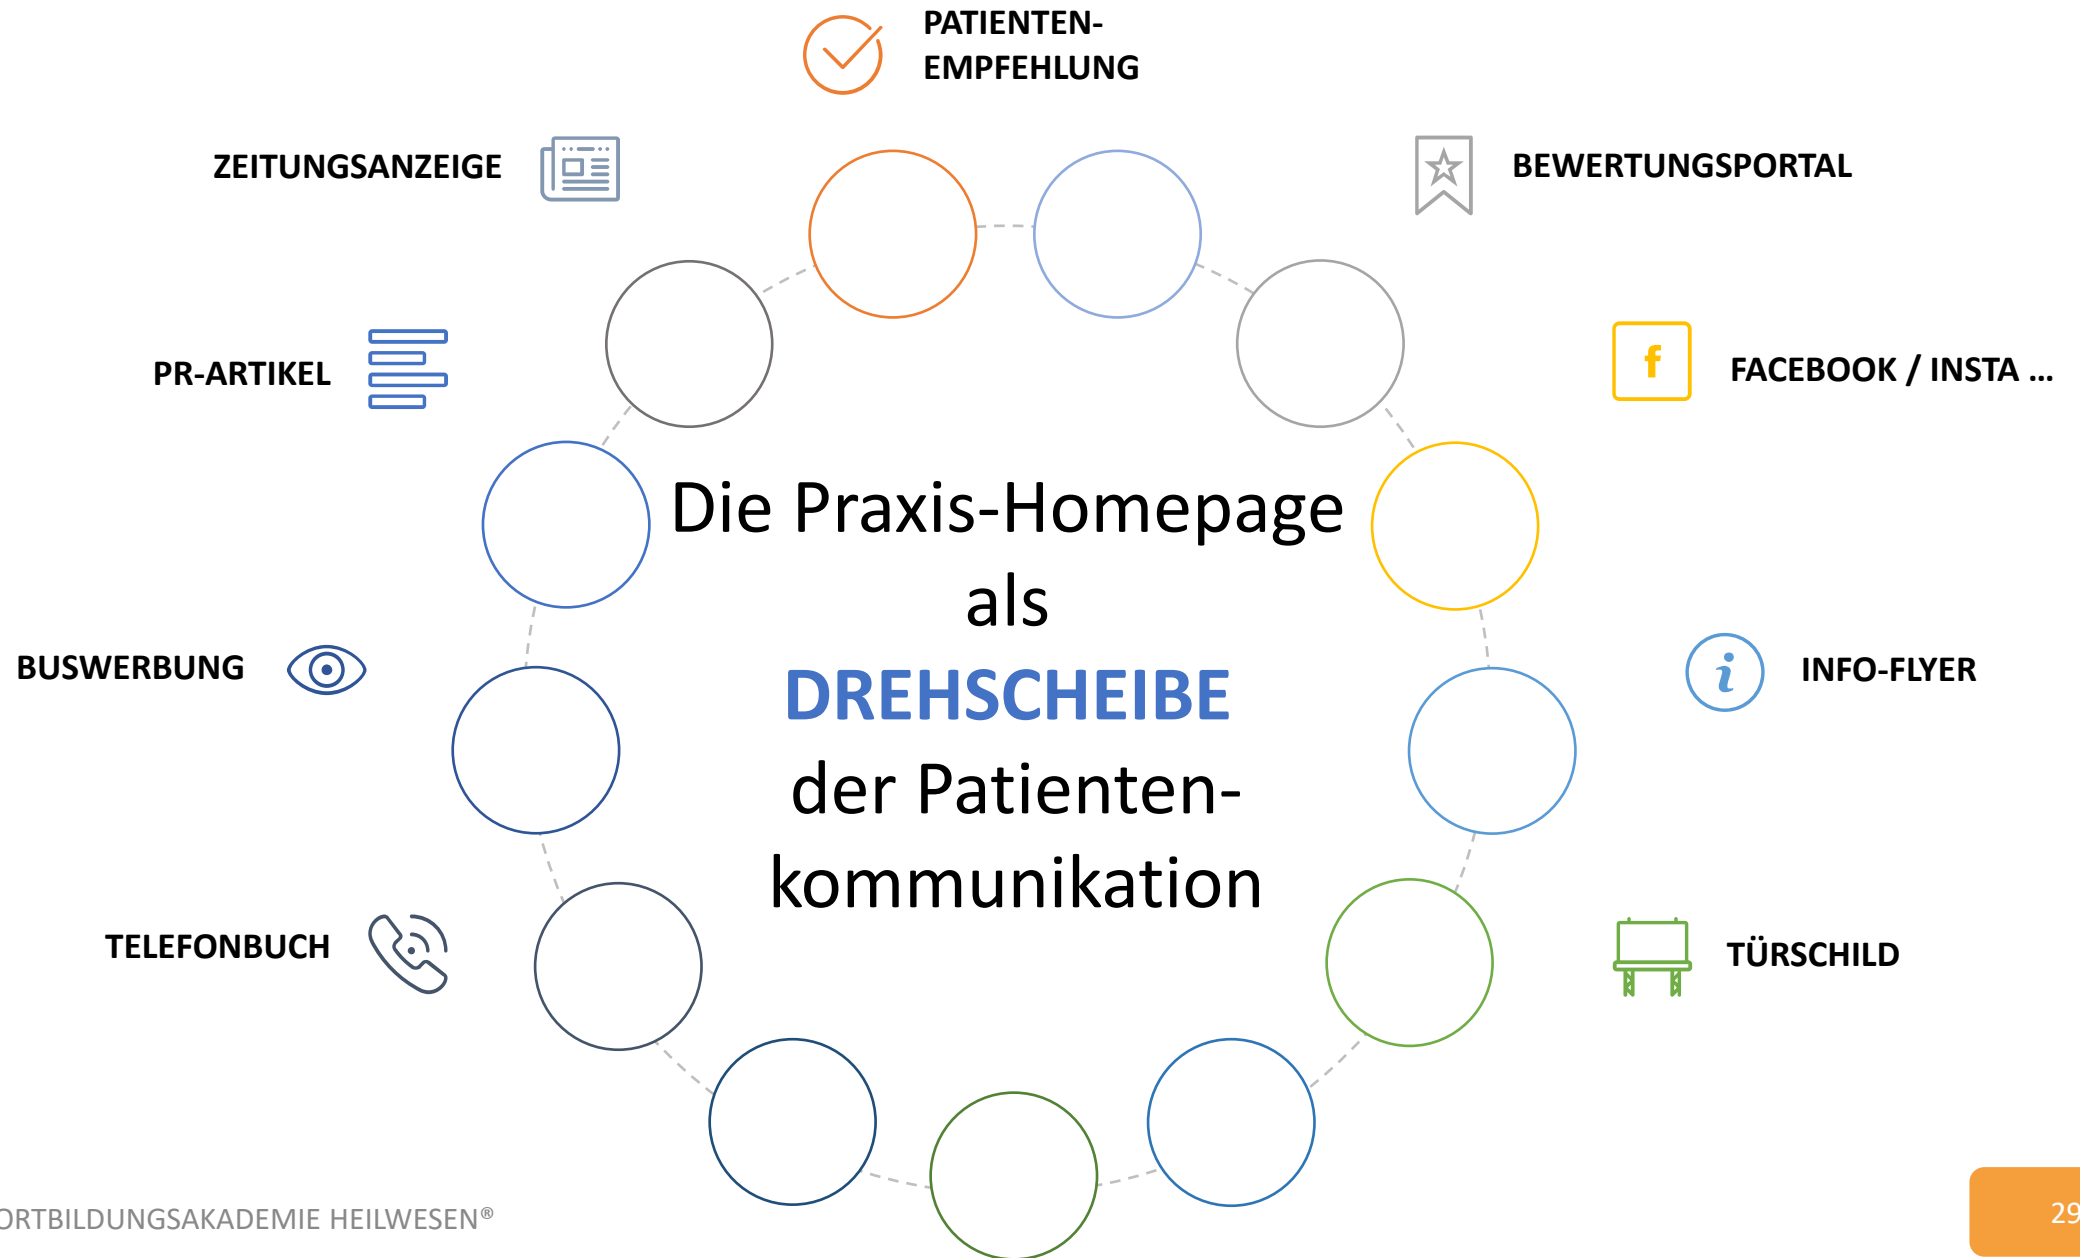 PATIENTEN-
EMPFEHLUNG
ZEITUNGSANZEIGE
BEWERTUNGSPORTAL
PR-ARTIKEL
f
FACEBOOK / INSTA ...
Die Praxis-Homepage
als
DREHSCHEIBE
der Patienten-
kommunikation
BUSWERBUNG
i
INFO-FLYER
TELEFONBUCH
TÜRSCHILD
ORTBILDUNGSAKADEMIE HEILWESEN®
29